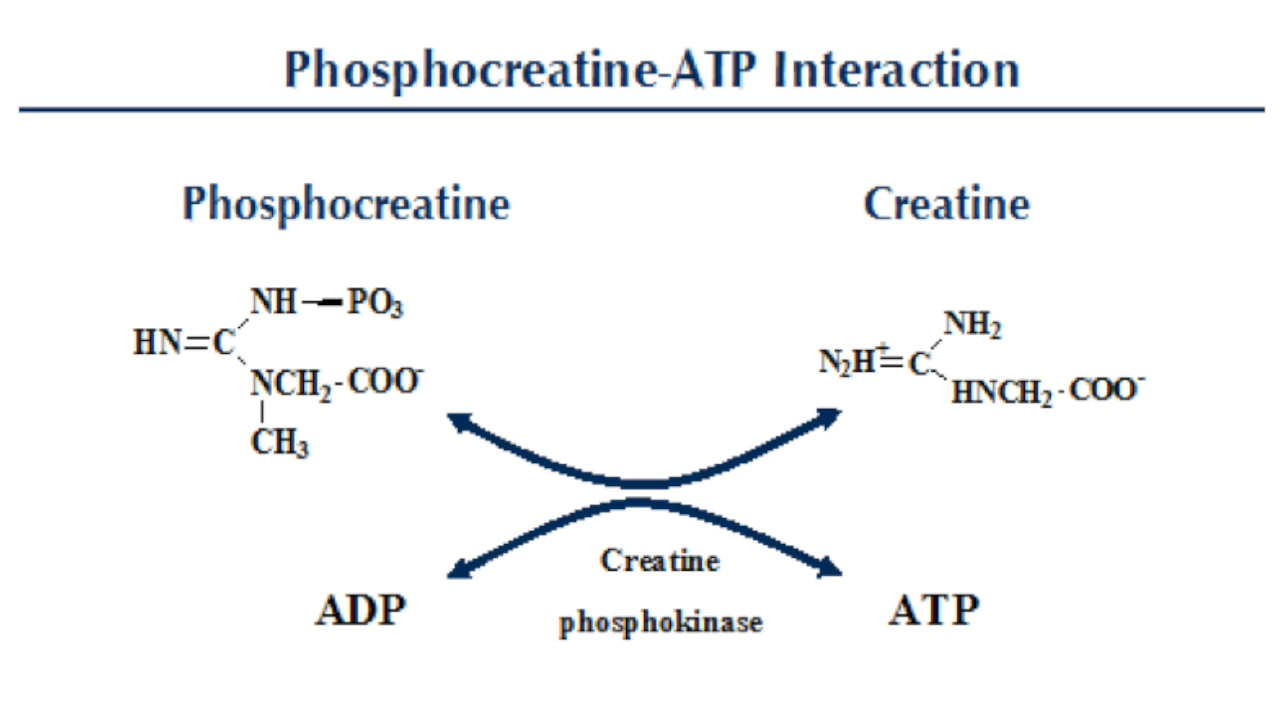 Phosphocreatine-ATP Interaction
Phosphocreatine
Creatine
NH—PO₃
HN=C
NCH₂-COO⁻
CH₃
NH₂
N₂H⁺=C
HNCH₂-COO⁻
Creatine
phosphokinase
ADP
ATP